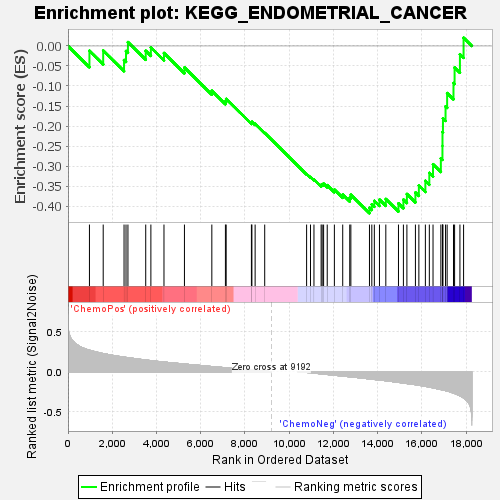 Enrichment plot: KEGG_ENDOMETRIAL_CANCER
Enrichment score (ES)
0.00
-0.05
-0.10
-0.15
-0.20
-0.25
-0.30
-0.35
-0.40
'ChemoPos' (positively correlated)
Ranked list metric (Signal2Noise)
0.5
0.0
-0.5
Zero cross at 9192
'ChemoNeg' (negatively correlated)
0 2,000 4,000 6,000 8,000 10,000 12,000 14,000 16,000 18,000
Rank in Ordered Dataset
Enrichment profile Hits Ranking metric scores